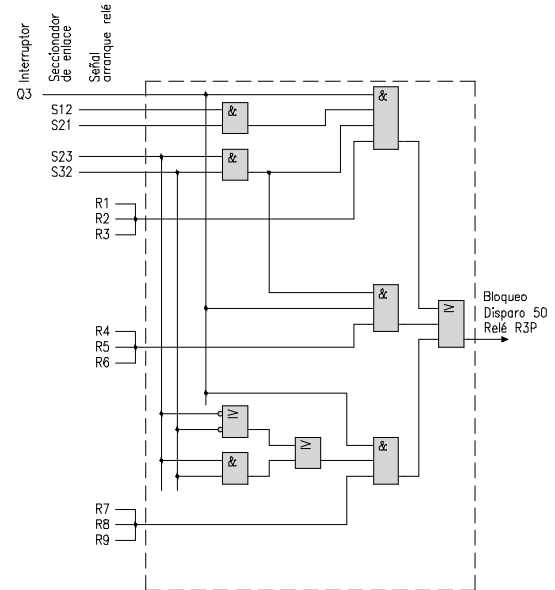 Interruptor
Seccionador
de enlace
Señal
arranque relé
Q3
S12
S21
S23
S32
R1
R2
R3
R4
R5
R6
R7
R8
R9
&
&
&
&
≥
&
≥
≥
&
Bloqueo
Disparo 50
Relé R3P